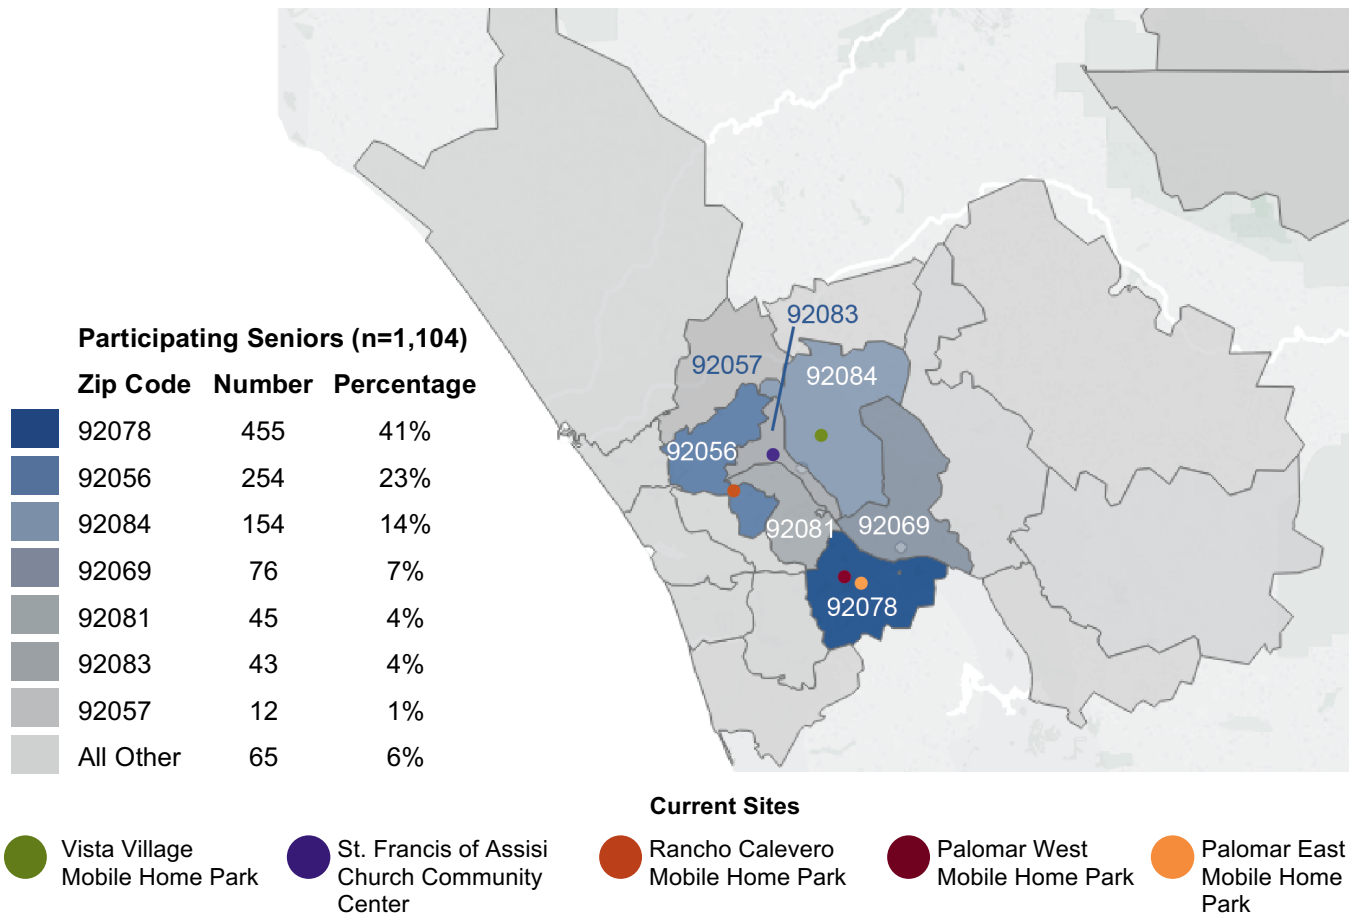 Participating Seniors (n=1,104)
Zip Code Number Percentage
92078 455 41%
92056 254 23%
92084 154 14%
92069 76 7%
92081 45 4%
92083 43 4%
92057 12 1%
All Other 65 6%
92083
92057
92084
92056
92081
92069
92078
Current Sites
Vista Village
Mobile Home Park
St. Francis of Assisi
Church Community
Center
Rancho Calevero
Mobile Home Park
Palomar West
Mobile Home Park
Palomar East
Mobile Home
Park